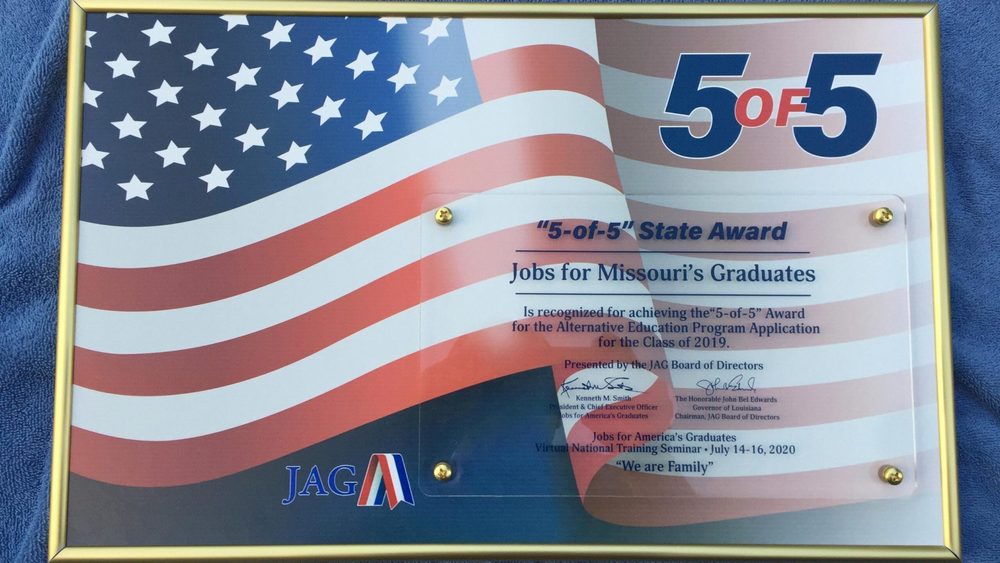 5 OF 5
"5-of-5" State Award
Jobs for Missouri's Graduates
Is recognized for achieving the "5-of-5" Award
for the Alternative Education Program Application
for the Class of 2019.
Presented by the JAG Board of Directors
Kenneth M. Smith
President & Chief Executive Officer
Jobs for America's Graduates
The Honorable John Bel Edwards
Governor of Louisiana
Chairman, JAG Board of Directors
Jobs for America's Graduates
Virtual National Training Seminar • July 14-16, 2020
"We are Family"
JAG